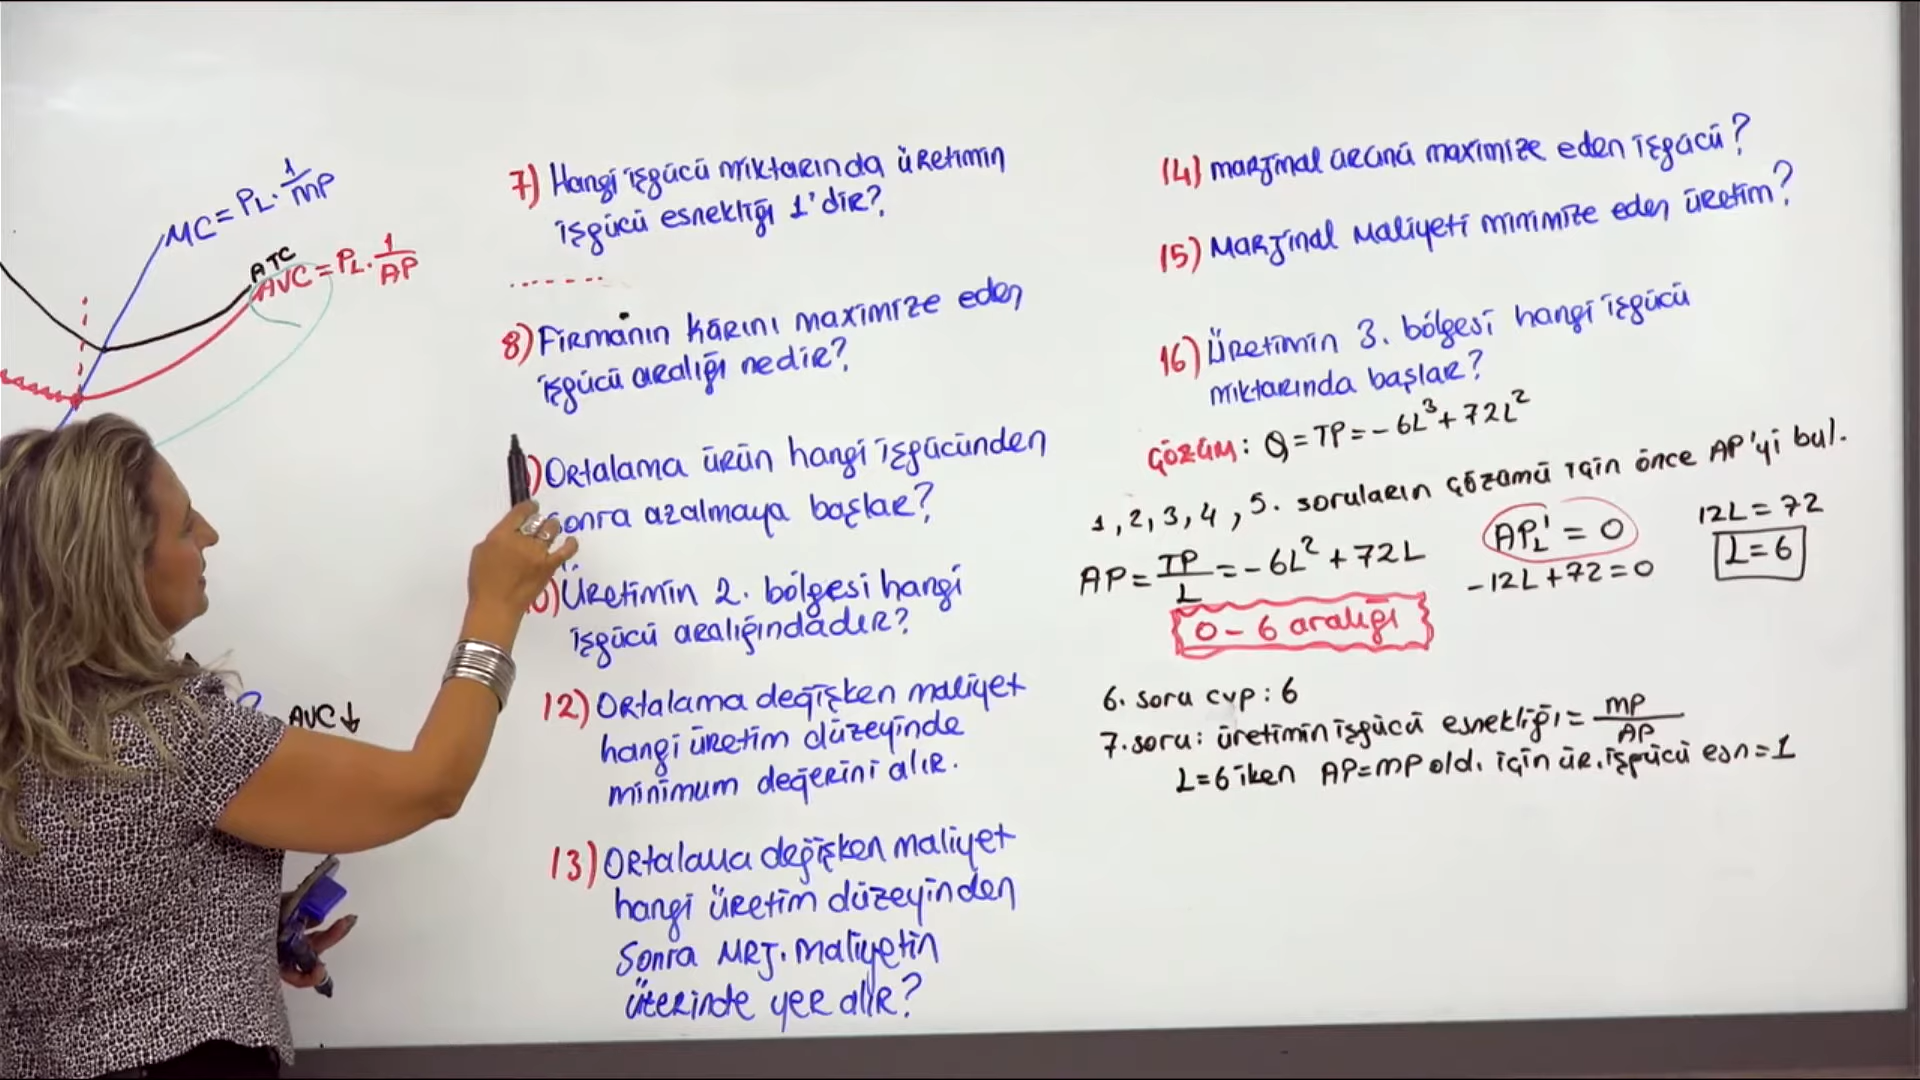 MC = PL . 1/MP
ATC
AVC = PL . 1/AP
AVC↓
7) Hangi işgücü miktarında üretimin
işgücü esnekliği 1'dir?
8) Firmanın kârını maximize eden
işgücü aralığı nedir?
) Ortalama ürün hangi işgücünden
sonra azalmaya başlar?
0) Üretimin 2. bölgesi hangi
işgücü aralığındadır?
12) Ortalama değişken maliyet
hangi üretim düzeyinde
minimum değerini alır.
13) Ortalama değişken maliyet
hangi üretim düzeyinden
sonra MRJ. maliyetin
üzerinde yer alır?
14) marjinal ürünü maximize eden işgücü?
15) Marjinal maliyeti minimize eden üretim?
16) Üretimin 3. bölgesi hangi işgücü
miktarında başlar?
ÇÖZÜM: Q = TP = -6L³ + 72L²
1, 2, 3, 4, 5. soruların çözümü için önce AP'yi bul.
AP = TP/L = -6L² + 72L
APL' = 0
-12L + 72 = 0
12L = 72
L = 6
0 - 6 aralığı
6. soru cvp: 6
7. soru: üretimin işgücü esnekliği = MP/AP
L = 6 iken AP = MP old. için ür. işgücü esn = 1